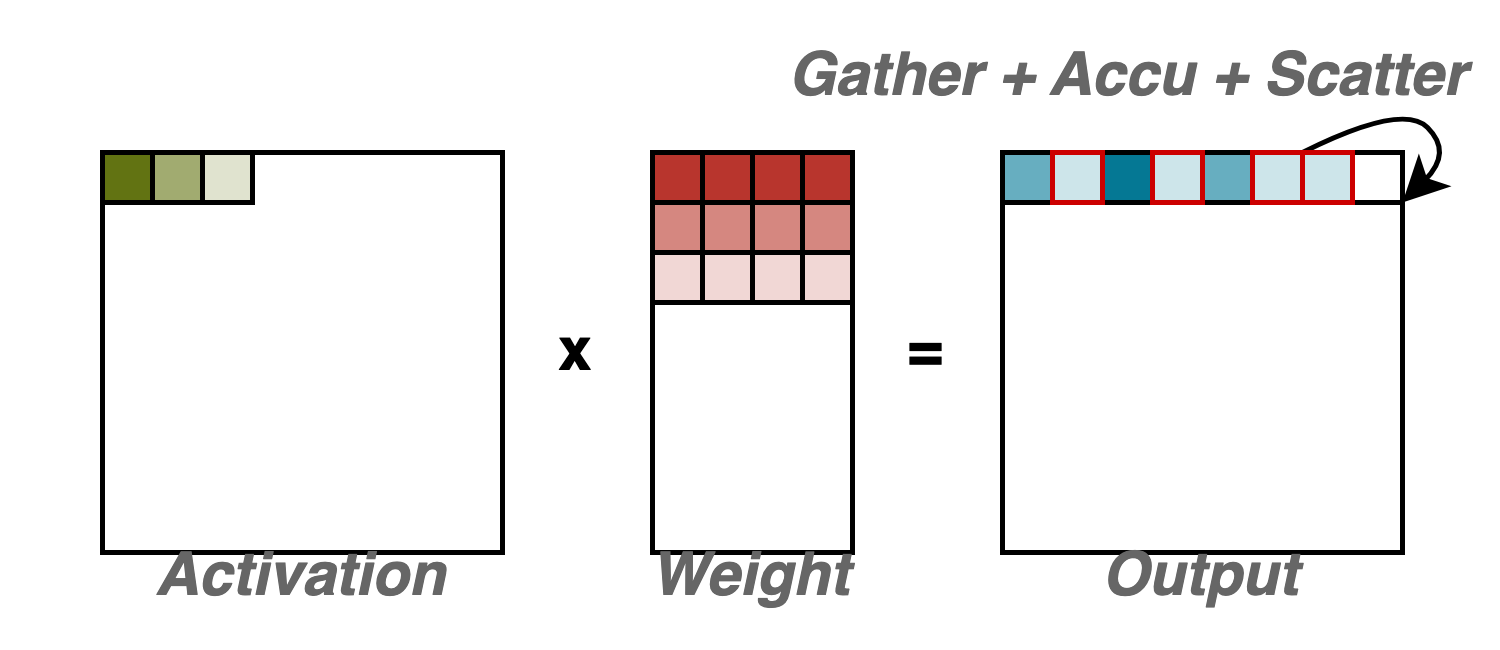 Gather + Accu + Scatter
x
=
Activation
Weight
Output